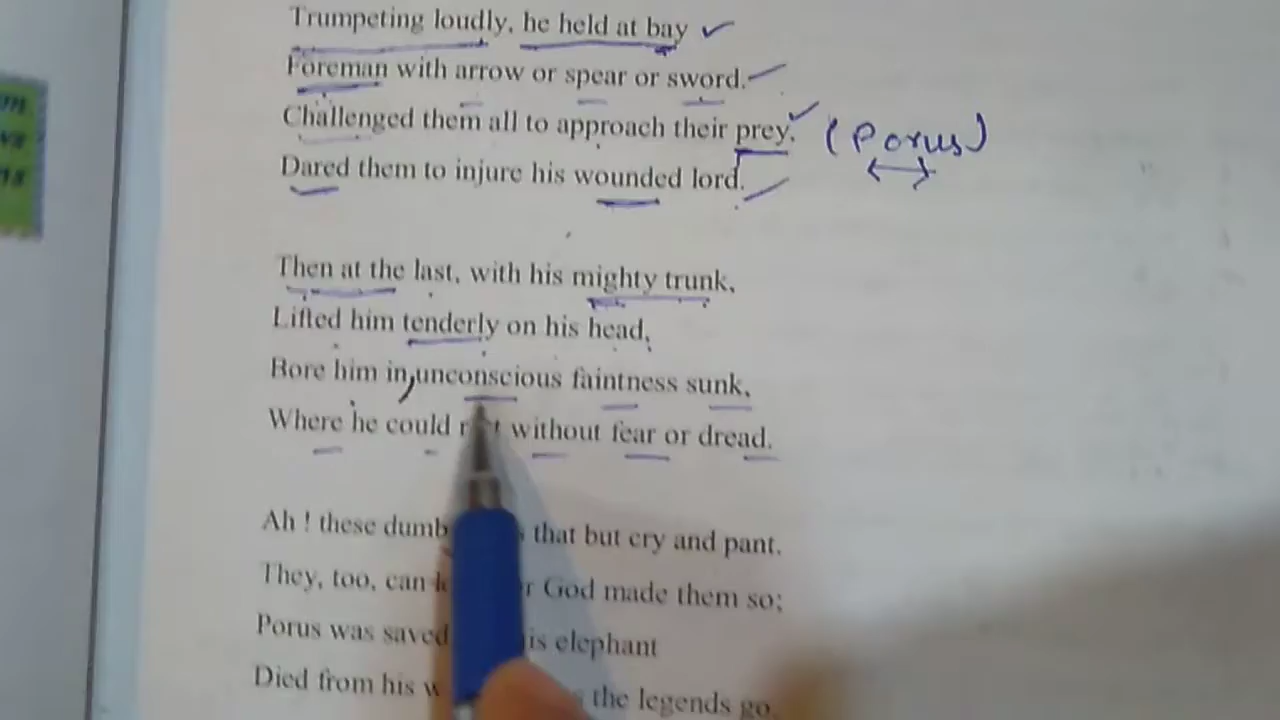 Trumpeting loudly, he held at bay
Foreman with arrow or spear or sword.
Challenged them all to approach their prey. (Porus)
Dared them to injure his wounded lord.
Then at the last, with his mighty trunk,
Lifted him tenderly on his head,
Bore him in, unconscious faintness sunk,
Where he could without fear or dread.
Ah ! these dumb that but cry and pant.
They, too, can God made them so;
Porus was saved elephant
Died from his the legends go.